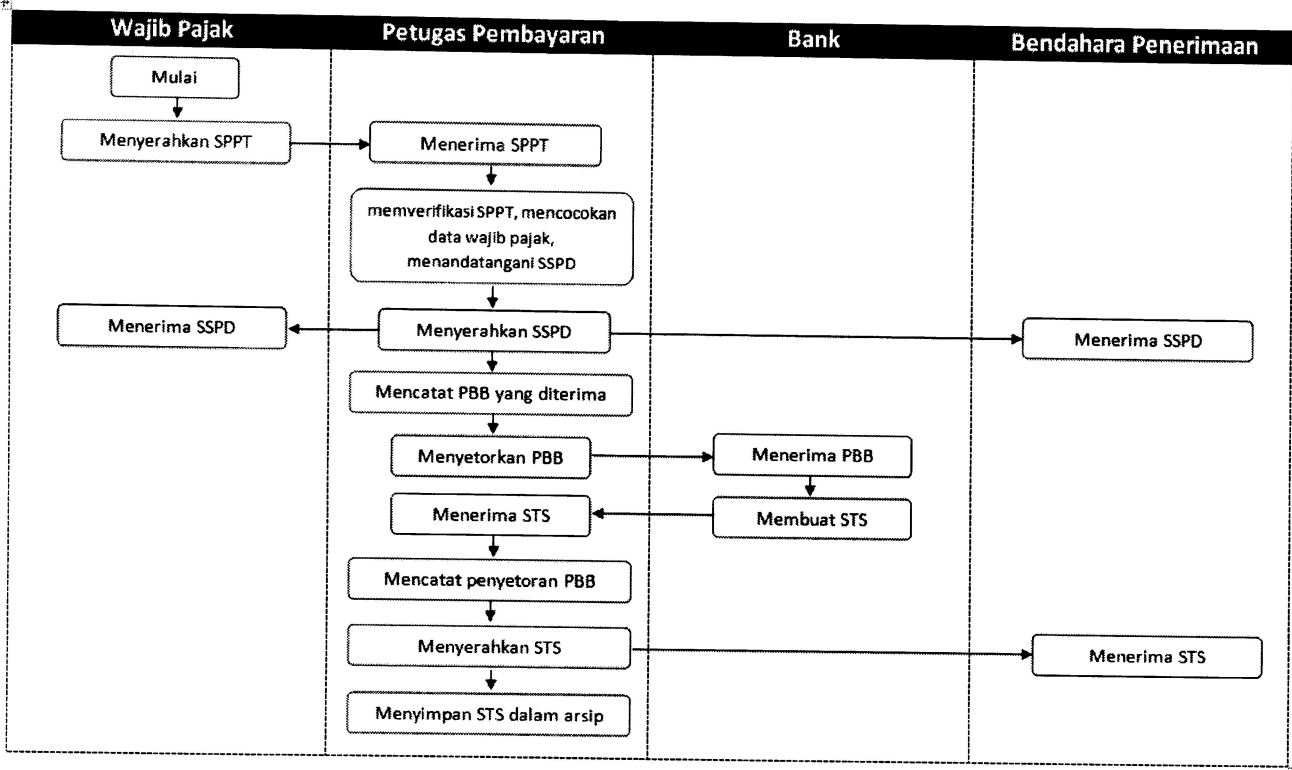 Wajib Pajak
Petugas Pembayaran
Bank
Bendahara Penerimaan
Mulai
Menyerahkan SPPT
Menerima SPPT
memverifikasi SPPT, mencocokan
data wajib pajak,
menandatangani SSPD
Menerima SSPD
Menyerahkan SSPD
Menerima SSPD
Mencatat PBB yang diterima
Menyetorkan PBB
Menerima PBB
Menerima STS
Membuat STS
Mencatat penyetoran PBB
Menyerahkan STS
Menerima STS
Menyimpan STS dalam arsip